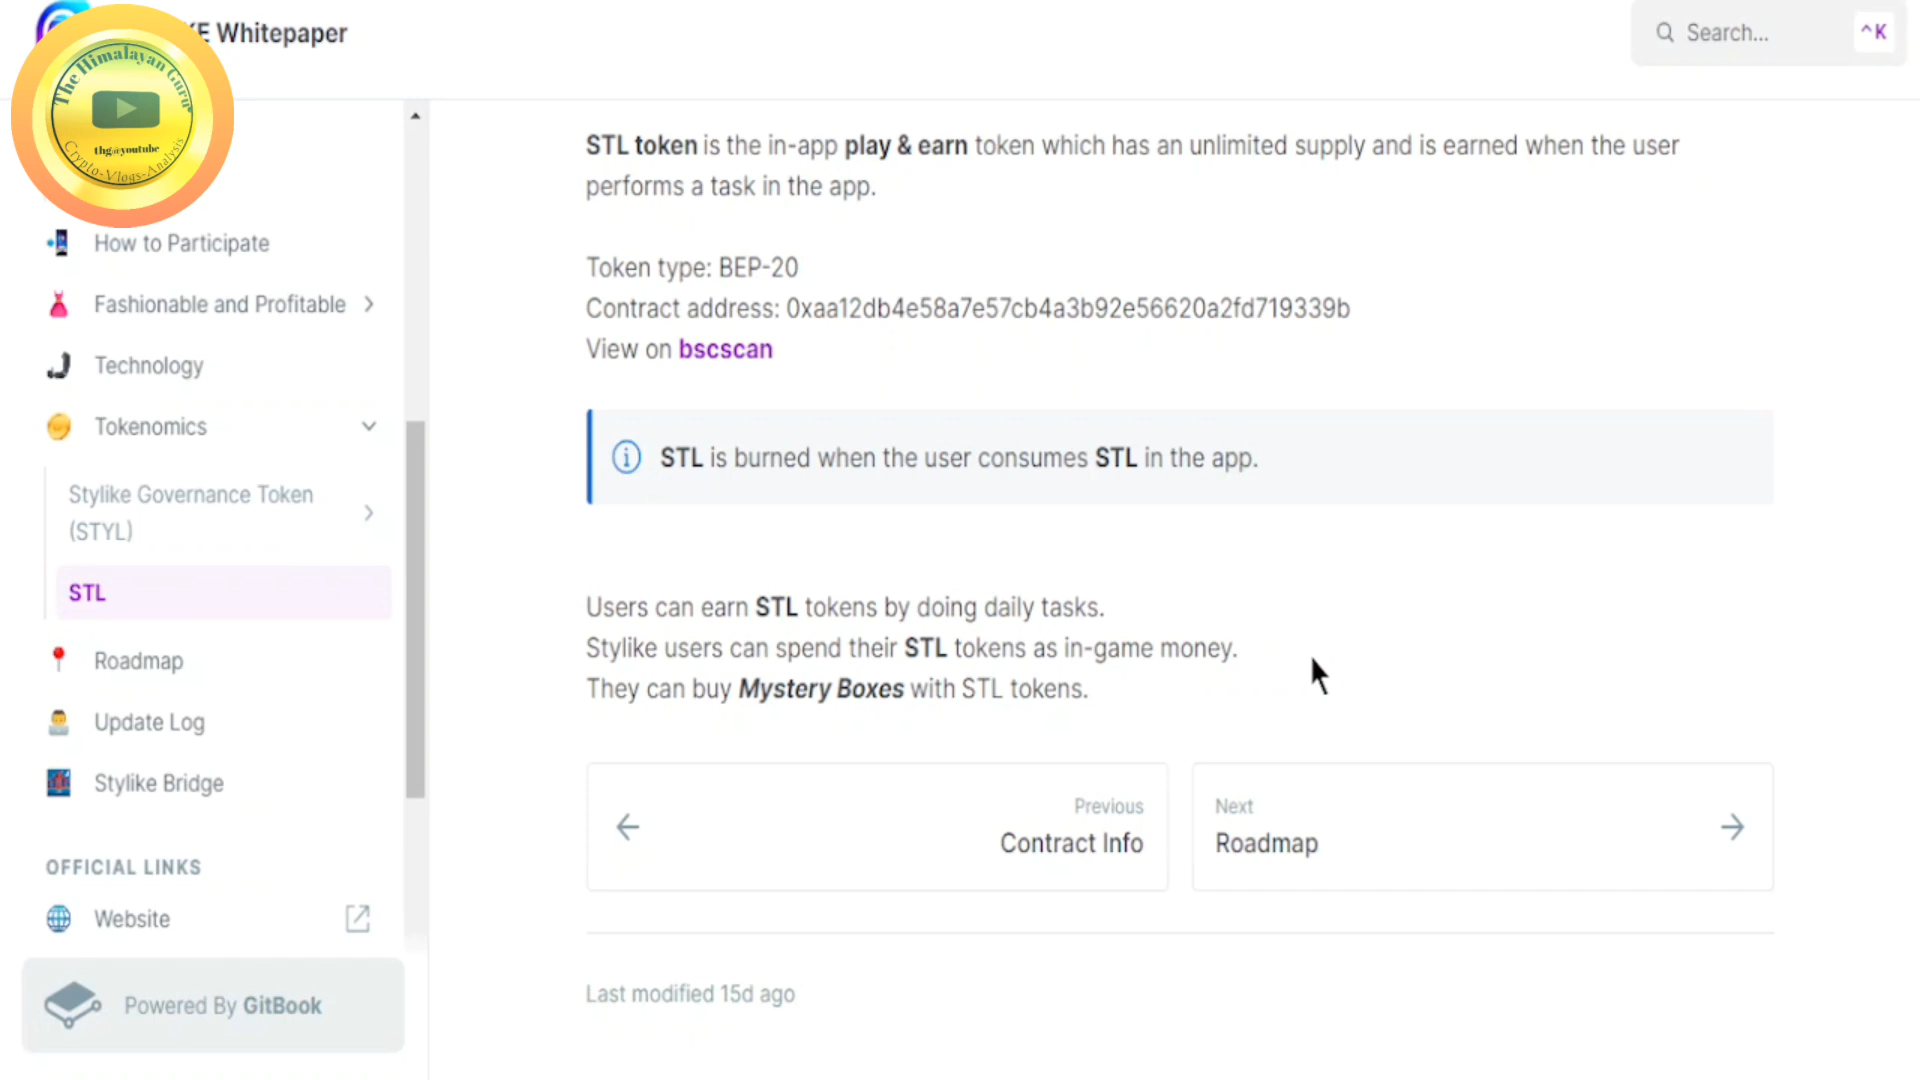 KE Whitepaper
Search...
^K
The Himalayan Guru
thg@youtube
Crypto-Vlogs-Analysis
How to Participate
Fashionable and Profitable
Technology
Tokenomics
Stylike Governance Token
(STYL)
STL
Roadmap
Update Log
Stylike Bridge
OFFICIAL LINKS
Website
Powered By GitBook
STL token is the in-app play & earn token which has an unlimited supply and is earned when the user
performs a task in the app.
Token type: BEP-20
Contract address: 0xaa12db4e58a7e57cb4a3b92e56620a2fd719339b
View on bscscan
STL is burned when the user consumes STL in the app.
Users can earn STL tokens by doing daily tasks.
Stylike users can spend their STL tokens as in-game money.
They can buy Mystery Boxes with STL tokens.
Previous
Contract Info
Next
Roadmap
Last modified 15d ago